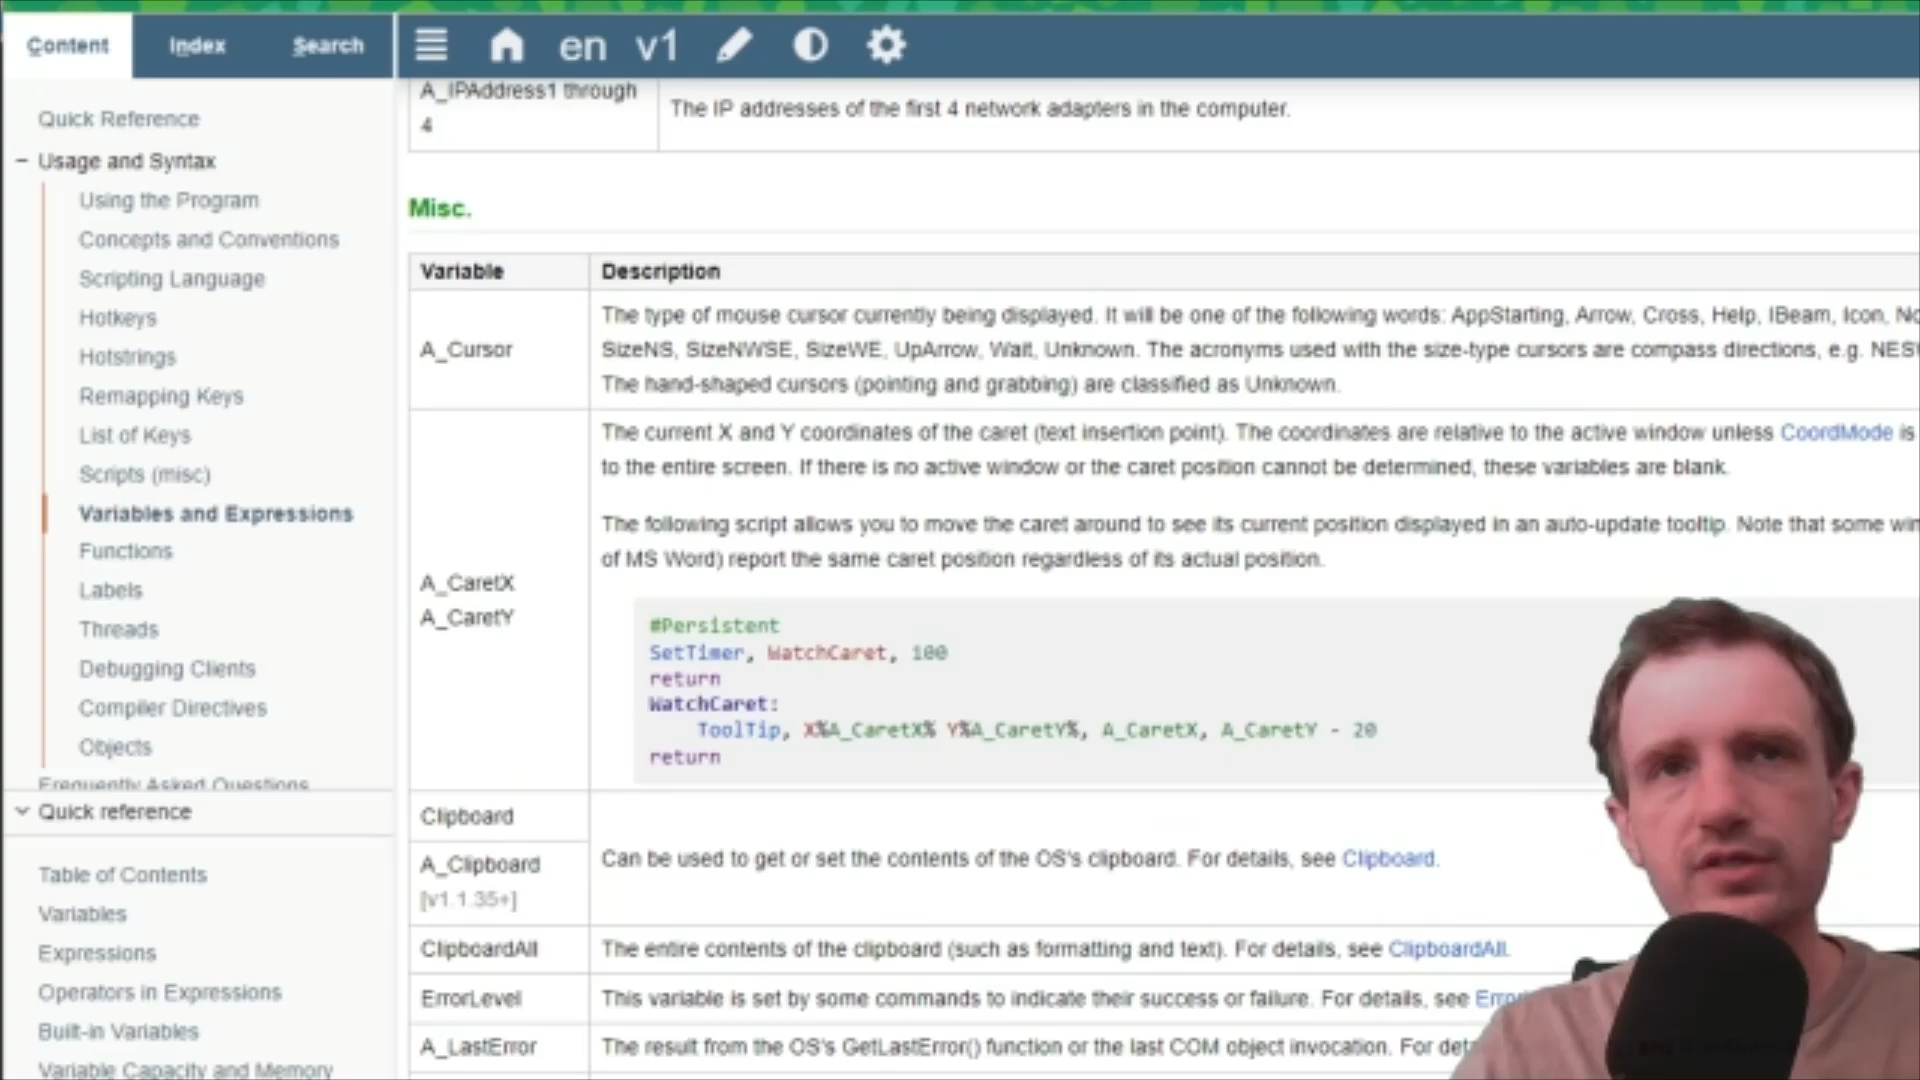 Content
Index
Search
en
v1
Quick Reference
− Usage and Syntax
Using the Program
Concepts and Conventions
Scripting Language
Hotkeys
Hotstrings
Remapping Keys
List of Keys
Scripts (misc)
Variables and Expressions
Functions
Labels
Threads
Debugging Clients
Compiler Directives
Objects
Frequently Asked Questions
Quick reference
Table of Contents
Variables
Expressions
Operators in Expressions
Built-in Variables
Variable Capacity and Memory
A_IPAddress1 through
4
The IP addresses of the first 4 network adapters in the computer.
Misc.
Variable
Description
A_Cursor
The type of mouse cursor currently being displayed. It will be one of the following words: AppStarting, Arrow, Cross, Help, IBeam, Icon,
SizeNS, SizeNWSE, SizeWE, UpArrow, Wait, Unknown. The acronyms used with the size-type cursors are compass directions, e.g.
The hand-shaped cursors (pointing and grabbing) are classified as Unknown.
A_CaretX
A_CaretY
The current X and Y coordinates of the caret (text insertion point). The coordinates are relative to the active window unless CoordMode is
to the entire screen. If there is no active window or the caret position cannot be determined, these variables are blank.
The following script allows you to move the caret around to see its current position displayed in an auto-update tooltip. Note that some
of MS Word) report the same caret position regardless of its actual position.
#Persistent
SetTimer, WatchCaret, 100
return
WatchCaret:
ToolTip, X%A_CaretX% Y%A_CaretY%, A_CaretX, A_CaretY - 20
return
Clipboard
A_Clipboard
[v1.1.35+]
Can be used to get or set the contents of the OS's clipboard. For details, see Clipboard.
ClipboardAll
The entire contents of the clipboard (such as formatting and text). For details, see ClipboardAll.
ErrorLevel
This variable is set by some commands to indicate their success or failure. For details, see
A_LastError
The result from the OS's GetLastError() function or the last COM object invocation. For